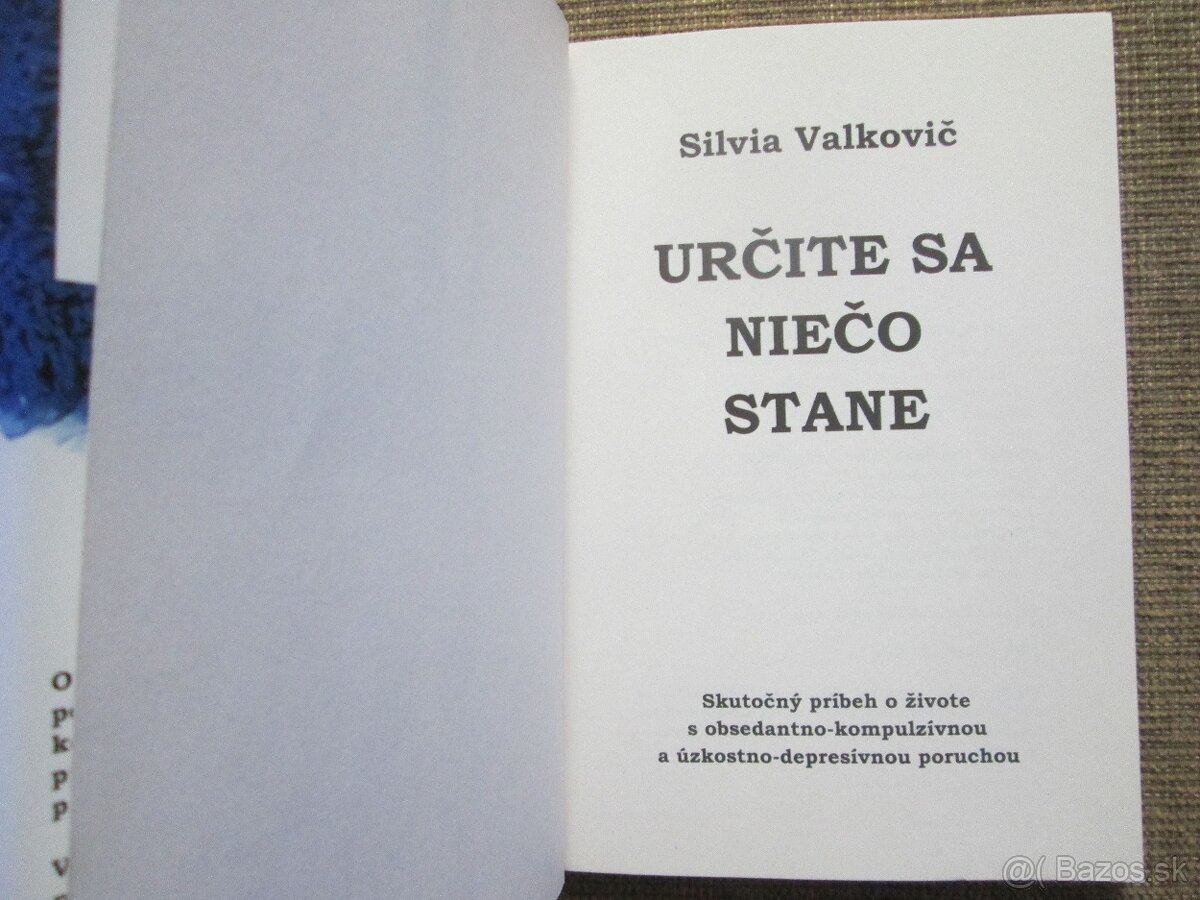 Silvia Valkovič
URČITE SA
NIEČO
STANE
Skutočný príbeh o živote
s obsedantno-kompulzívnou
a úzkostno-depresívnou poruchou
@( Bazos.sk